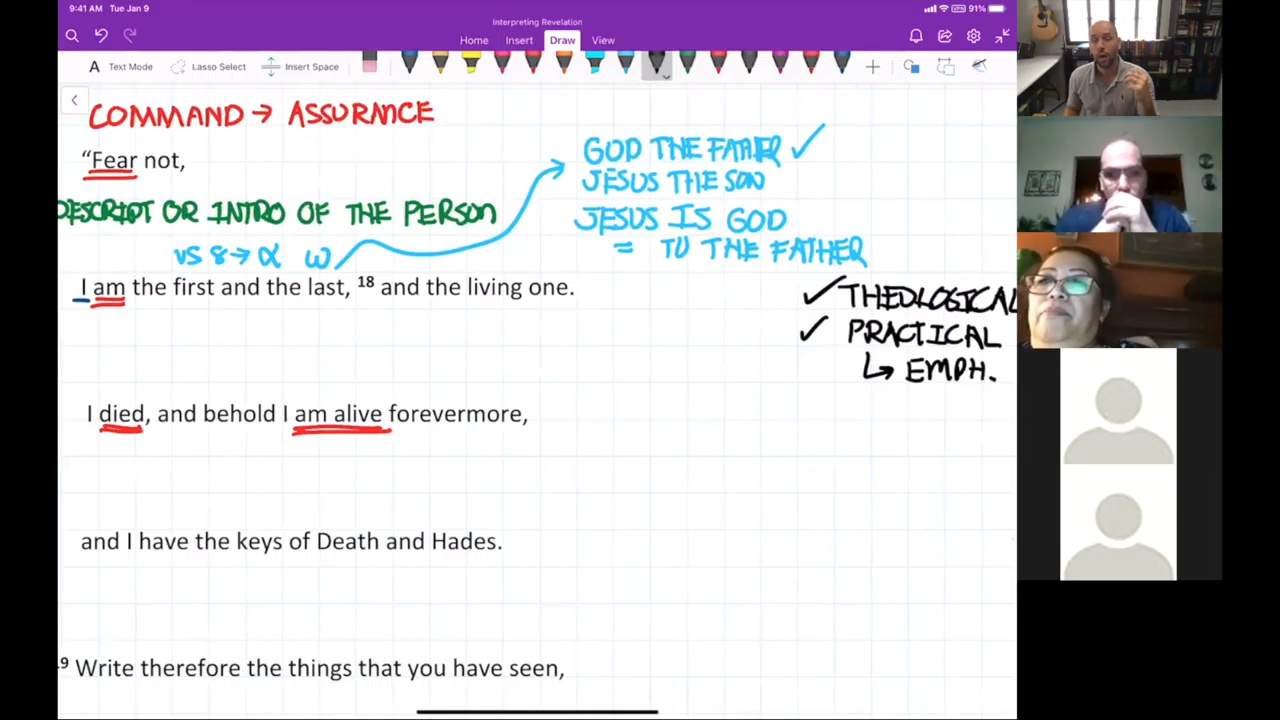 9:41 AM Tue Jan 9
91%
Interpreting Revelation
Home Insert Draw View
Text Mode Lasso Select Insert Space
COMMAND → ASSURANCE
“Fear not,
GOD THE FATHER ✓
JESUS THE SON
DESCRIPT OR INTRO OF THE PERSON
JESUS IS GOD
= TO THE FATHER
vs 8 → α ω
I am the first and the last, 18 and the living one.
✓ THEOLOGICAL
✓ PRACTICAL
↳ EMPH.
I died, and behold I am alive forevermore,
and I have the keys of Death and Hades.
9 Write therefore the things that you have seen,